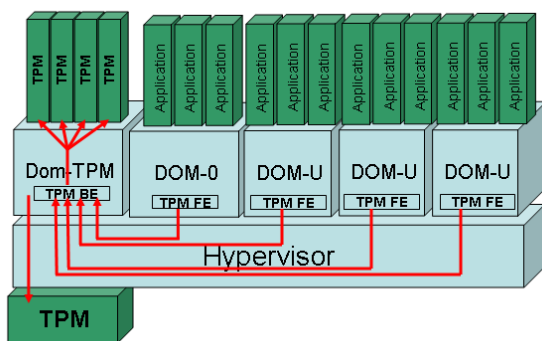 TPM TPM TPM TPM
Application Application Application Application Application Application Application Application Application Application Application Application
Dom-TPM DOM-0 DOM-U DOM-U DOM-U
TPM BE TPM FE TPM FE TPM FE TPM FE
Hypervisor
TPM